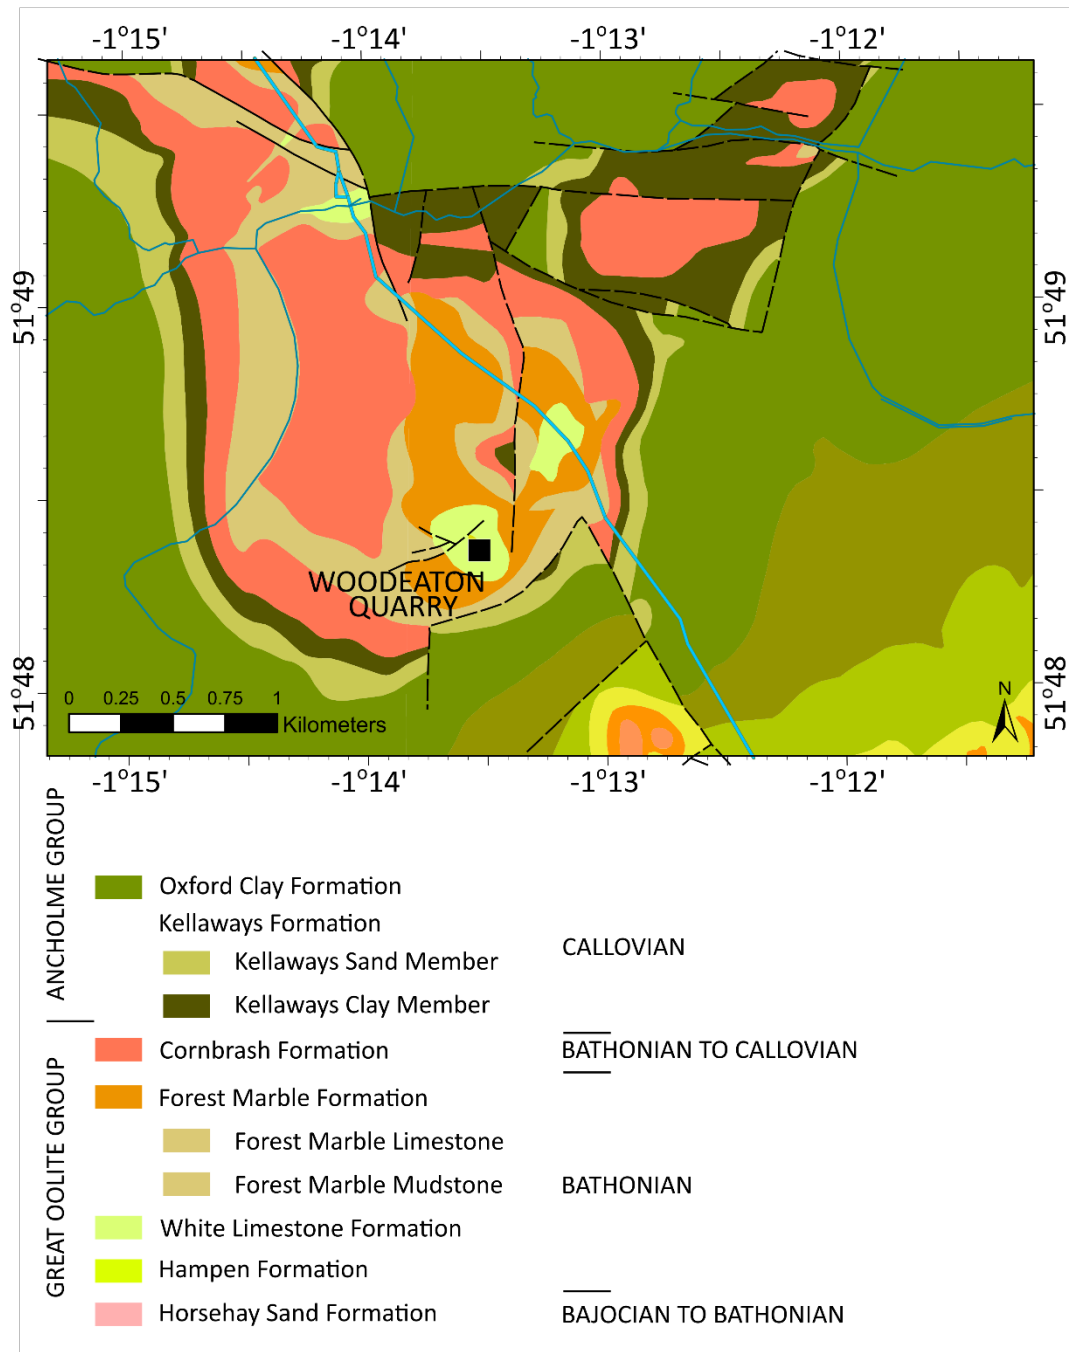 -1°15' -1°14' -1°13' -1°12'
51°49 51°49
WOODEATON
QUARRY
51°48 51°48
0 0.25 0.5 0.75 1
Kilometers
N
-1°15' -1°14' -1°13' -1°12'
ANCHOLME GROUP
Oxford Clay Formation
Kellaways Formation
Kellaways Sand Member
Kellaways Clay Member
CALLOVIAN
GREAT OOLITE GROUP
Cornbrash Formation
BATHONIAN TO CALLOVIAN
Forest Marble Formation
Forest Marble Limestone
Forest Marble Mudstone
BATHONIAN
White Limestone Formation
Hampen Formation
Horsehay Sand Formation
BAJOCIAN TO BATHONIAN